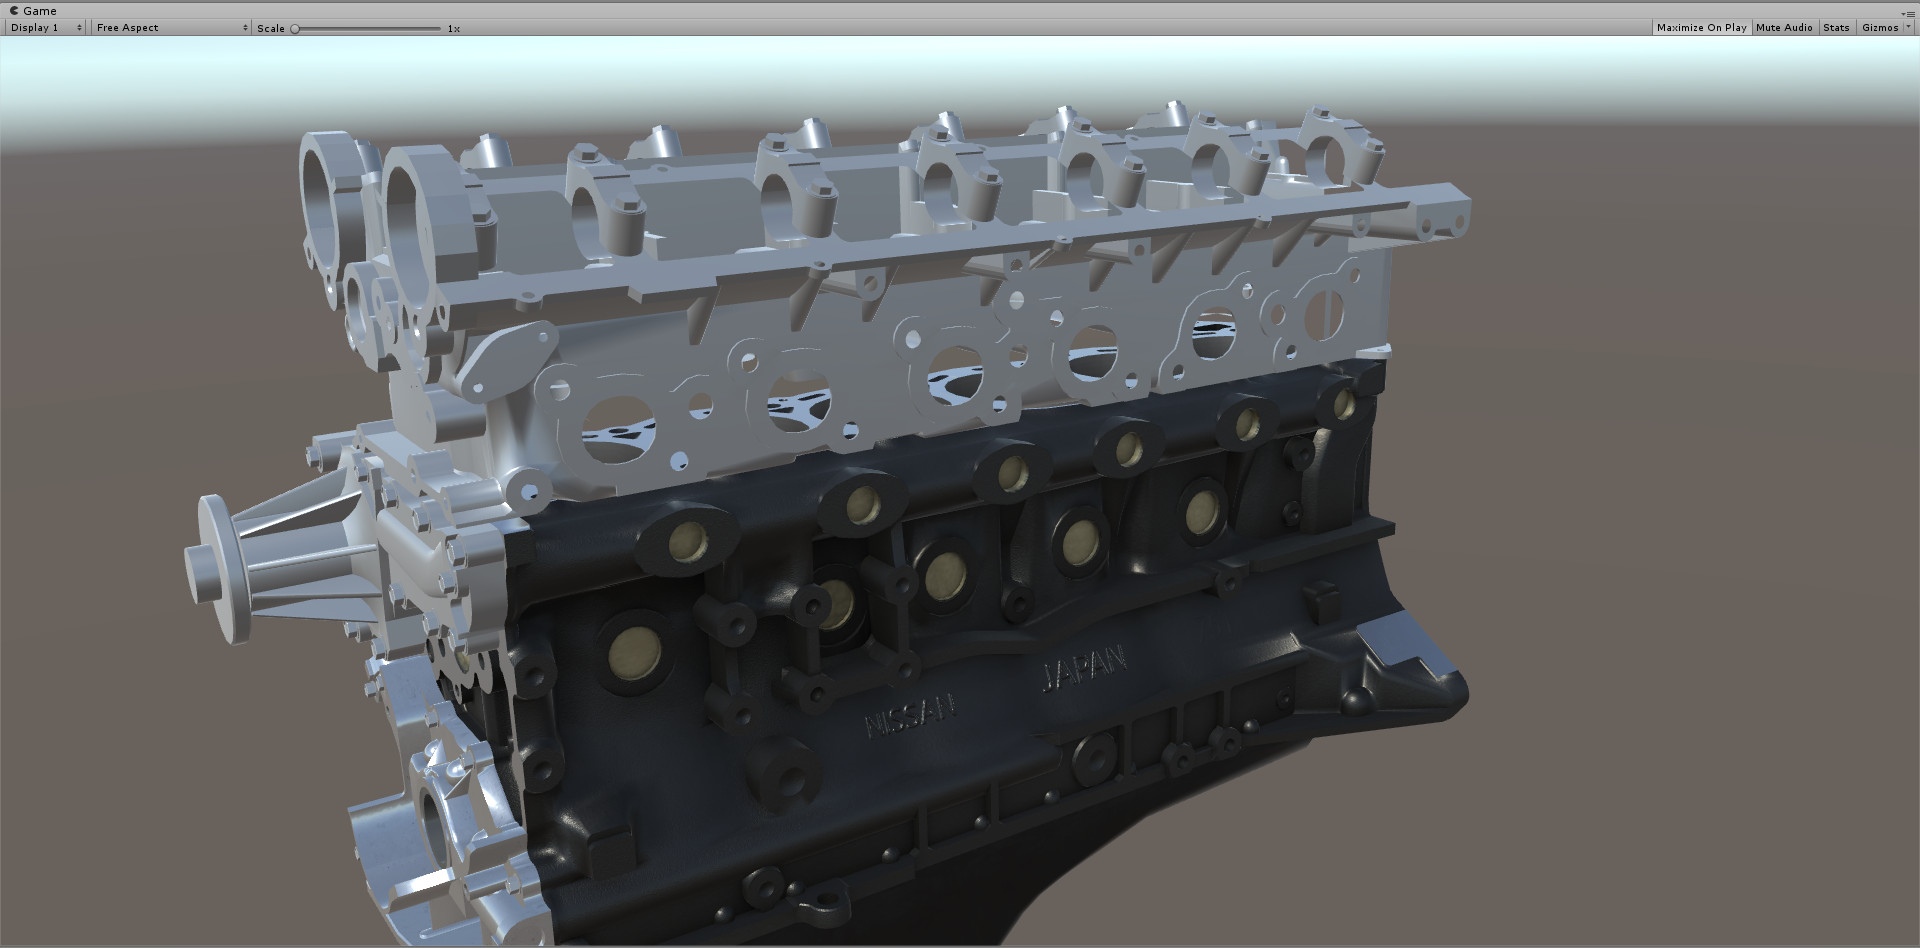 Game
Display 1 Free Aspect Scale 1x Maximize On Play Mute Audio Stats Gizmos
JAPAN
NISSAN